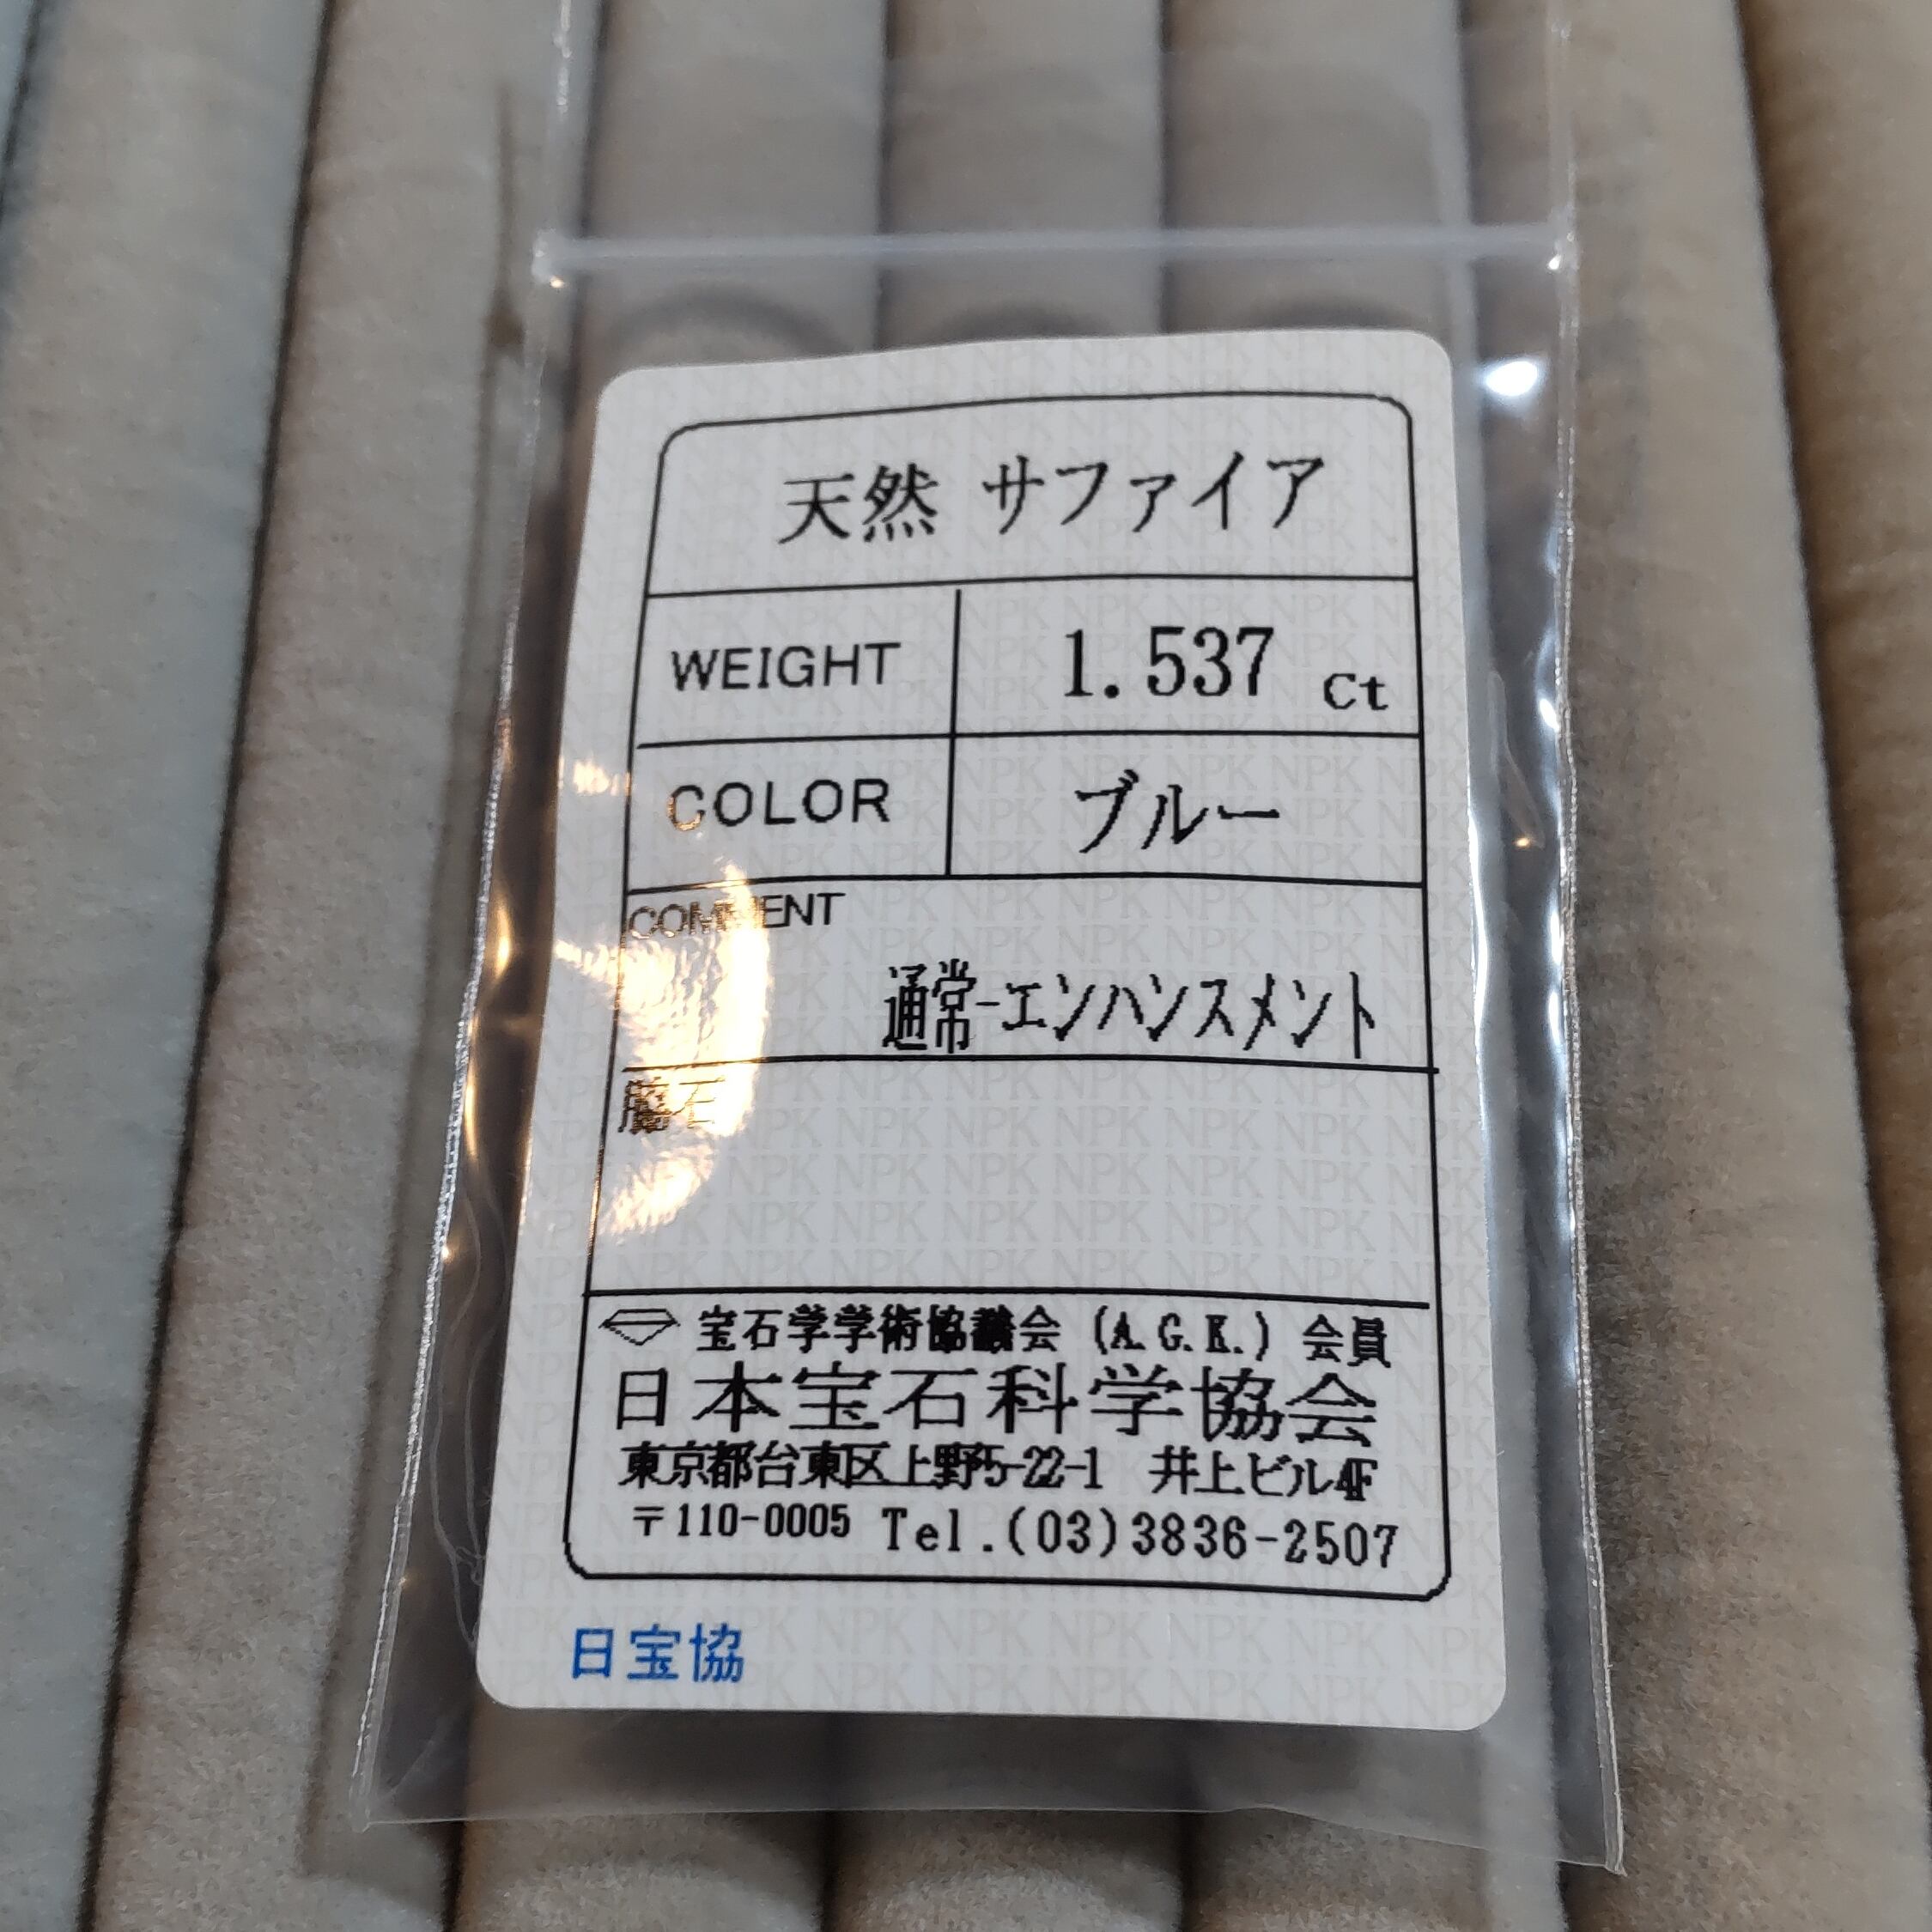 天然 サファイア
WEIGHT 1.537 Ct
COLOR ブルー
COMMENT
通常-エンハンスメント
脇石
宝石学学術協議会 (A.G.K.) 会員
日本宝石科学協会
東京都台東区上野5-22-1 井上ビル4F
〒110-0005 Tel.(03)3836-2507
日宝協